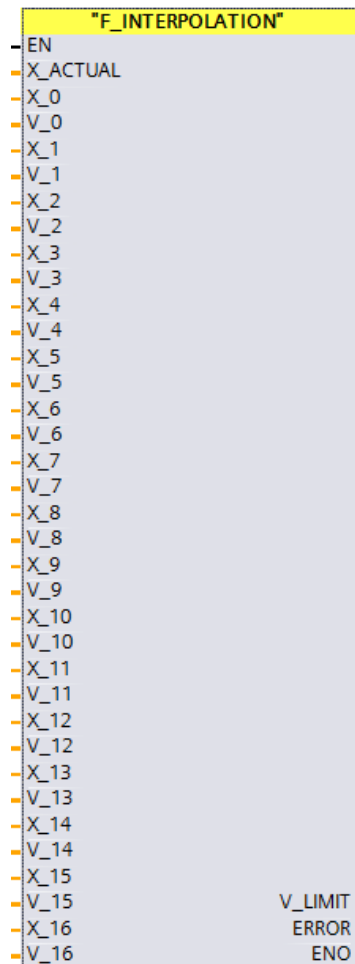 "F_INTERPOLATION"
EN
X_ACTUAL
X_0
V_0
X_1
V_1
X_2
V_2
X_3
V_3
X_4
V_4
X_5
V_5
X_6
V_6
X_7
V_7
X_8
V_8
X_9
V_9
X_10
V_10
X_11
V_11
X_12
V_12
X_13
V_13
X_14
V_14
X_15
V_15 V_LIMIT
X_16 ERROR
V_16 ENO